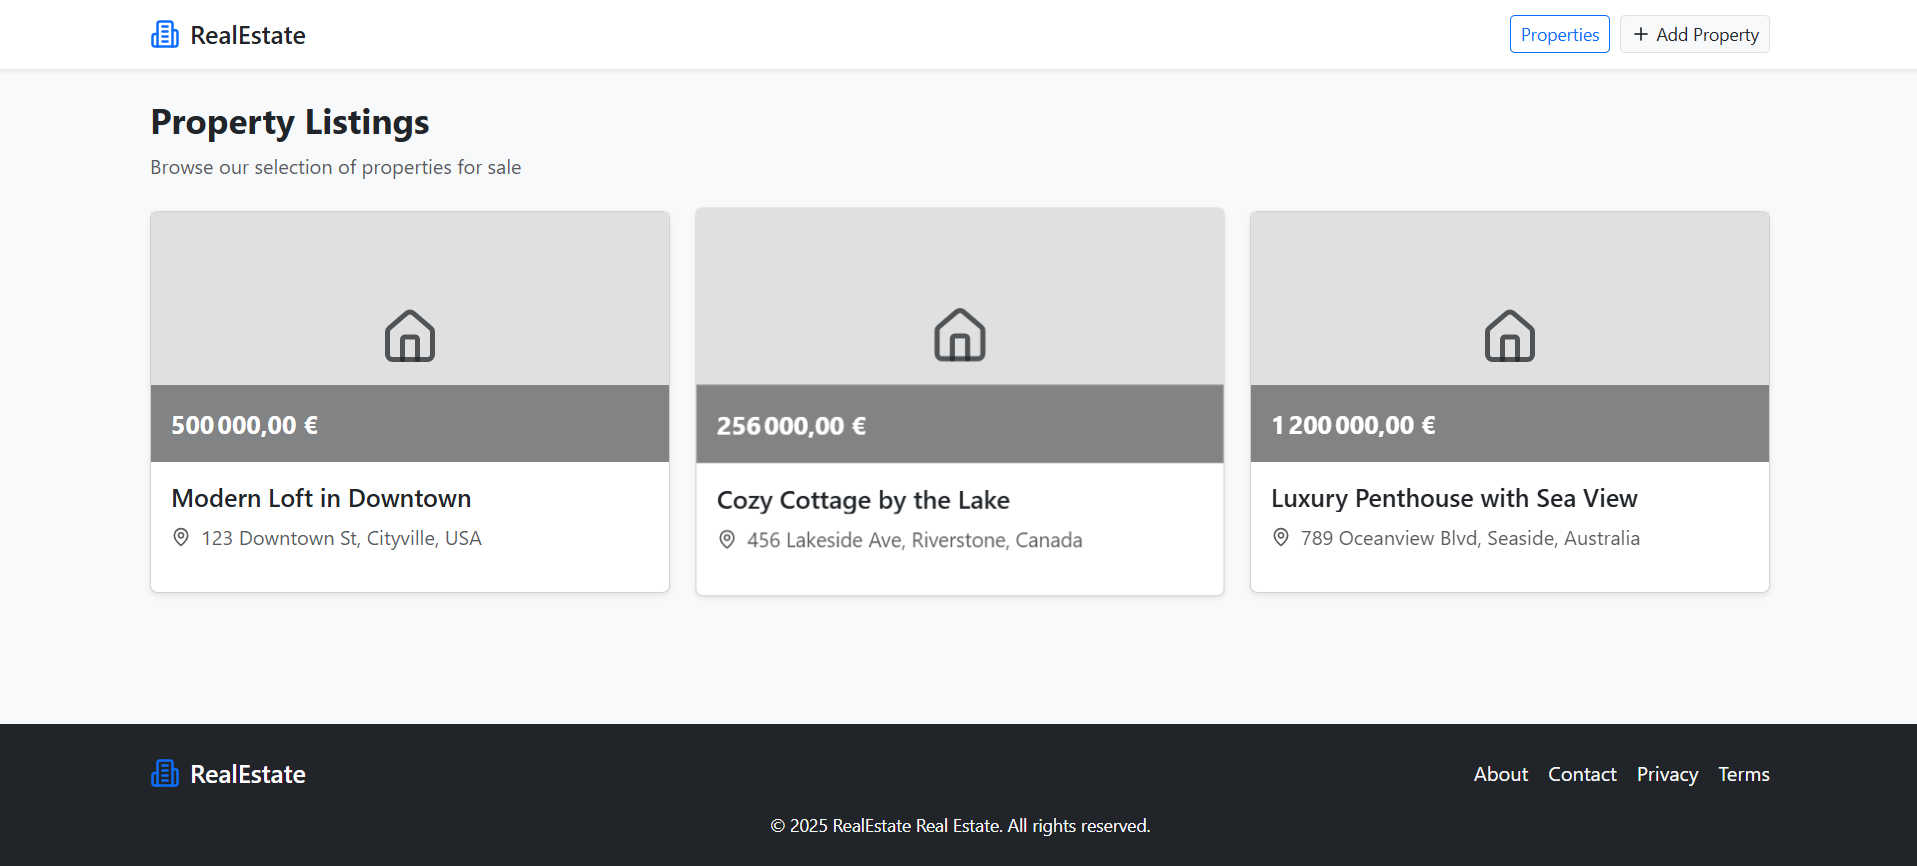 RealEstate
Properties
Add Property
Property Listings
Browse our selection of properties for sale
500 000,00 €
Modern Loft in Downtown
123 Downtown St, Cityville, USA
256 000,00 €
Cozy Cottage by the Lake
456 Lakeside Ave, Riverstone, Canada
1 200 000,00 €
Luxury Penthouse with Sea View
789 Oceanview Blvd, Seaside, Australia
RealEstate
About Contact Privacy Terms
© 2025 RealEstate Real Estate. All rights reserved.